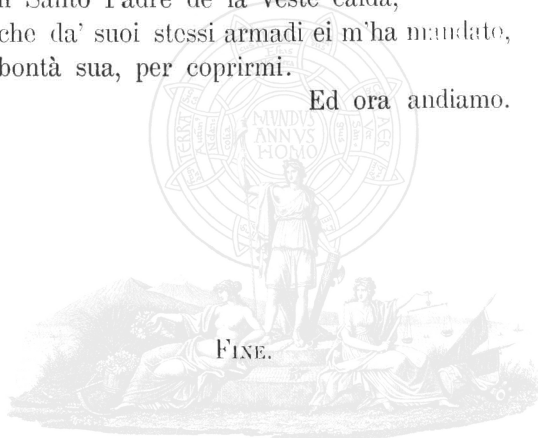 Santo Padre de la veste calda,
che da' suoi stessi armadi ei m'ha mandato,
bontà sua, per coprirmi.
Ed ora andiamo.
MVNDVS
ANNVS
HOMO
Fine.